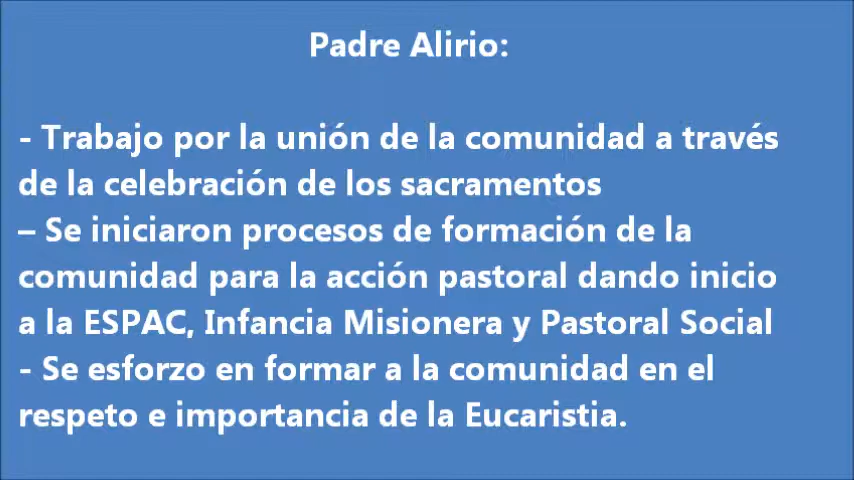 Padre Alirio:
- Trabajo por la unión de la comunidad a través
de la celebración de los sacramentos
– Se iniciaron procesos de formación de la
comunidad para la acción pastoral dando inicio
a la ESPAC, Infancia Misionera y Pastoral Social
- Se esforzo en formar a la comunidad en el
respeto e importancia de la Eucaristia.